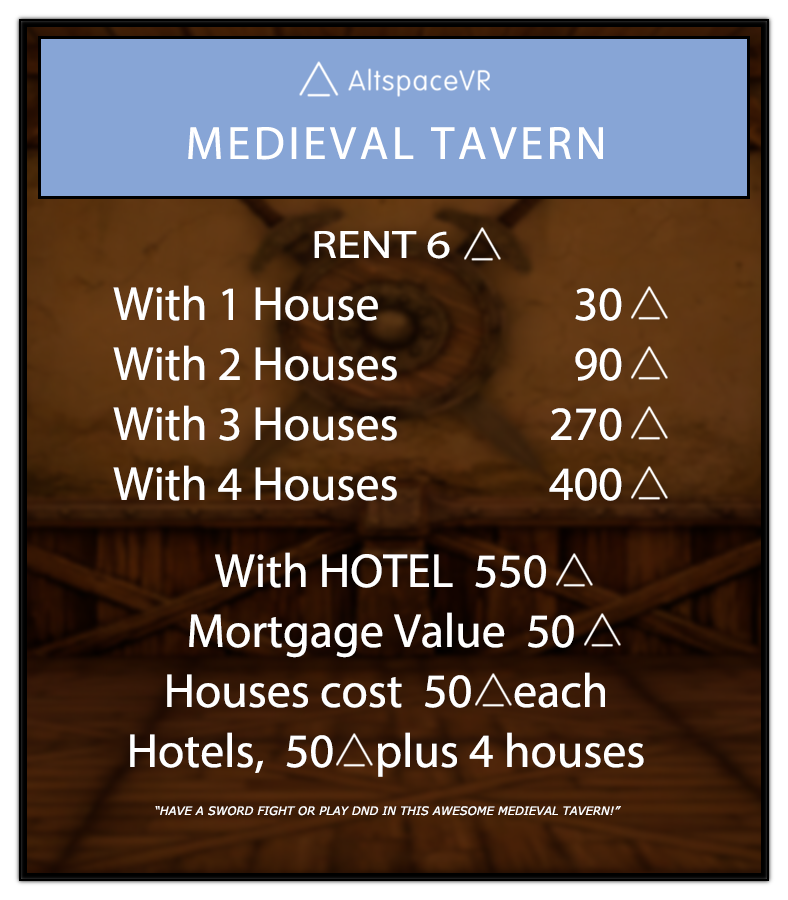 AltspaceVR
MEDIEVAL TAVERN
RENT 6 △
With 1 House 30 △
With 2 Houses 90 △
With 3 Houses 270 △
With 4 Houses 400 △
With HOTEL 550 △
Mortgage Value 50 △
Houses cost 50△each
Hotels, 50△plus 4 houses
“HAVE A SWORD FIGHT OR PLAY DND IN THIS AWESOME MEDIEVAL TAVERN!”